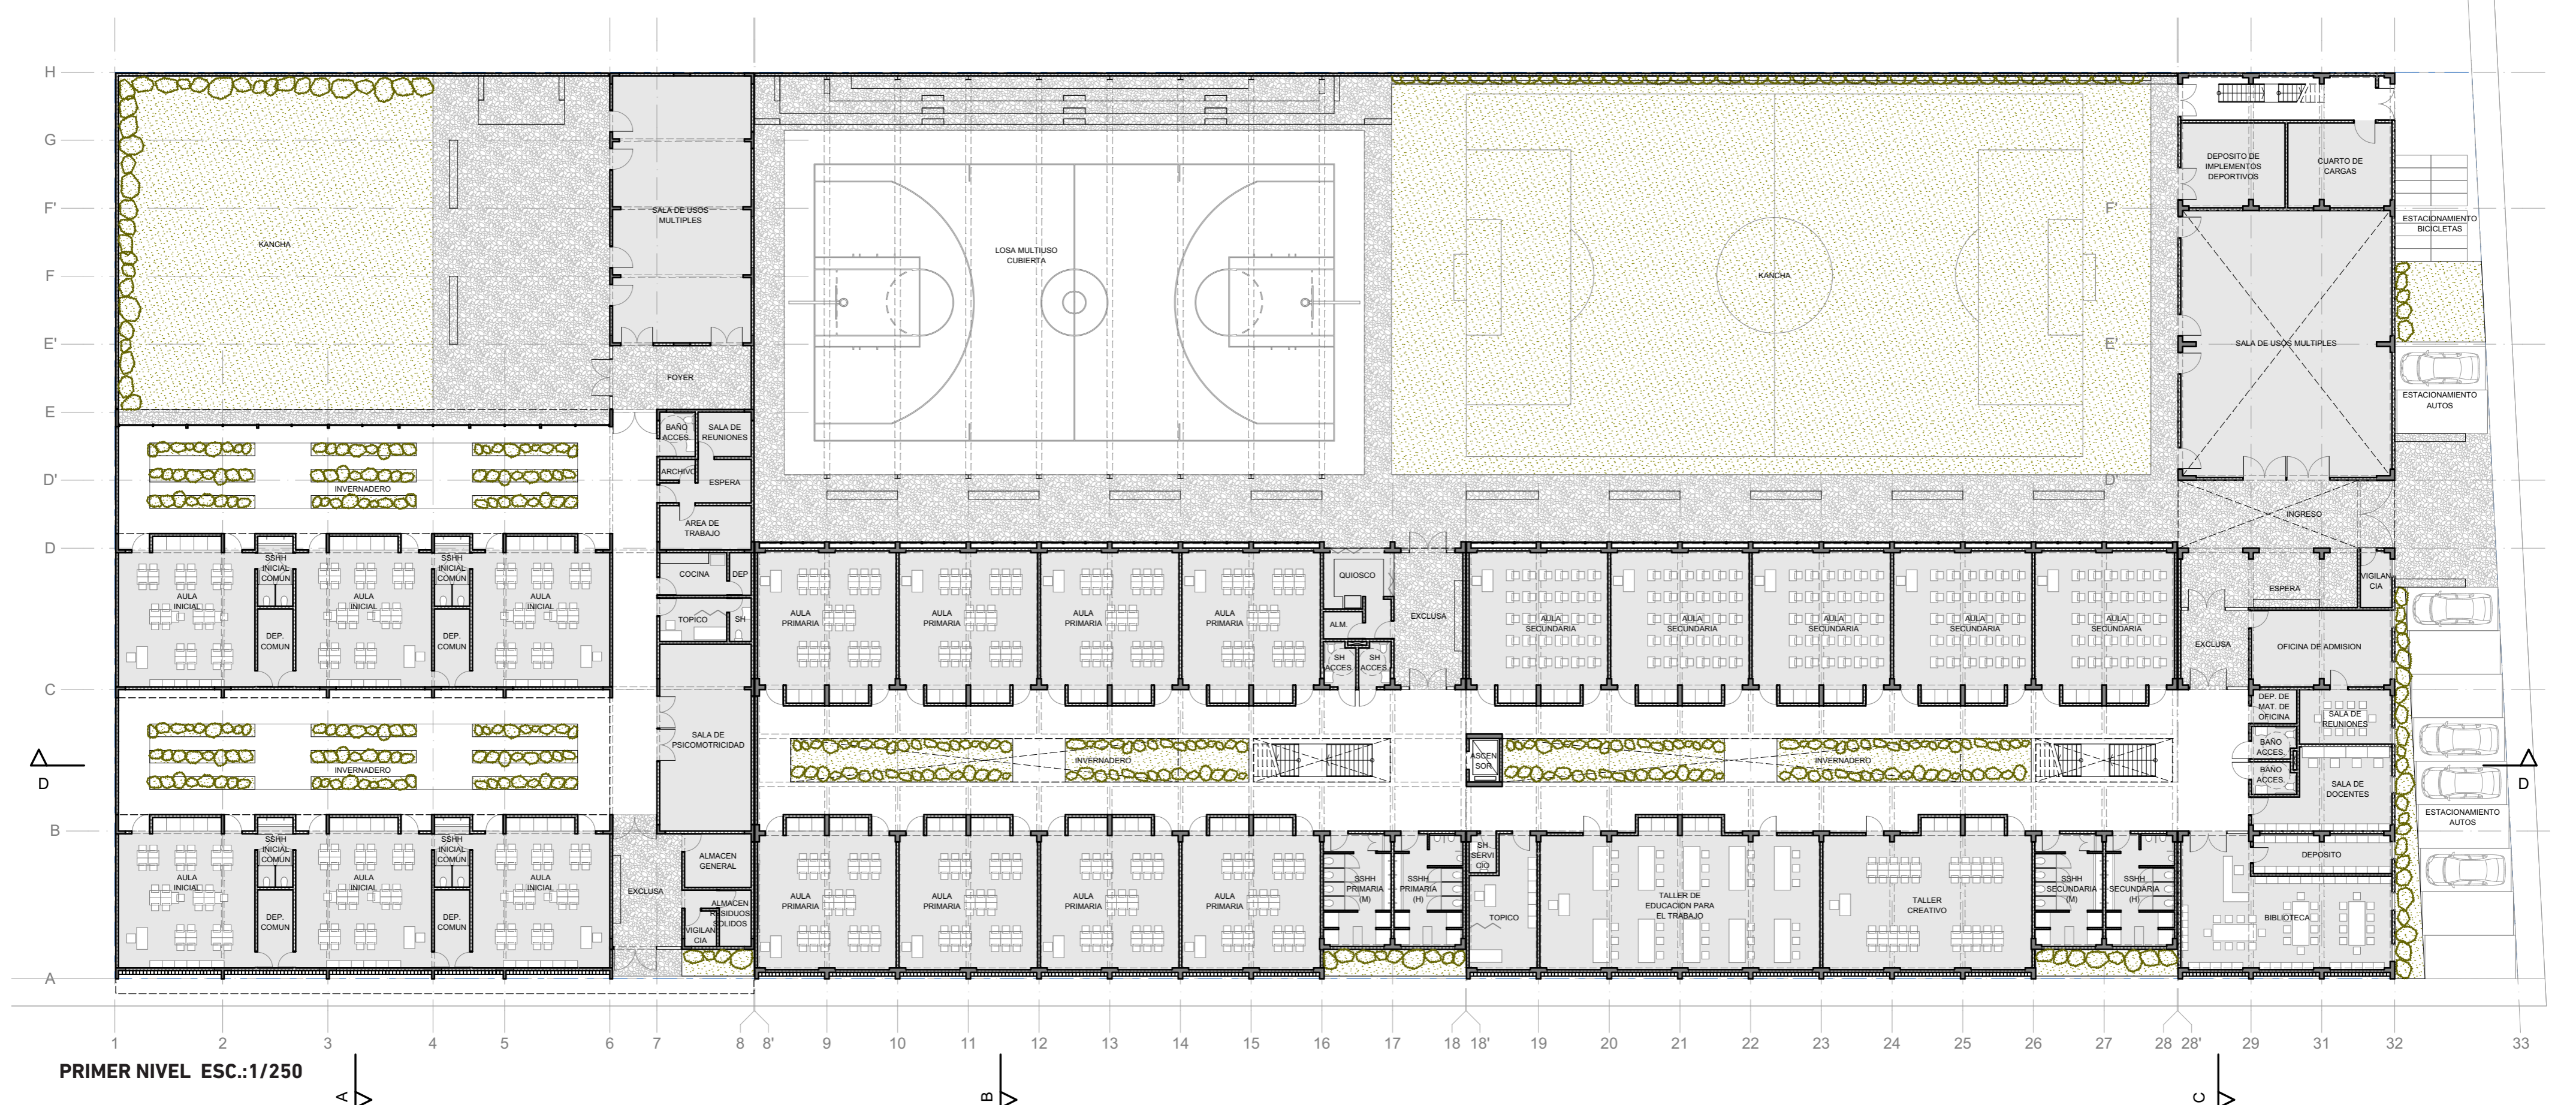 H
G
F'
F
E'
E
D'
D
C
B
A
F'
E'
D'
KANCHA
SALA DE USOS
MULTIPLES
FOYER
LOSA MULTIUSO
CUBIERTA
KANCHA
DEPOSITO DE
IMPLEMENTOS
DEPORTIVOS
CUARTO DE
CARGAS
ESTACIONAMIENTO
BICICLETAS
SALA DE USOS MULTIPLES
ESTACIONAMIENTO
AUTOS
INGRESO
BAÑO
ACCES.
SALA DE
REUNIONES
ARCHIVO
ESPERA
AREA DE
TRABAJO
INVERNADERO
SSHH
INICIAL
COMUN
SSHH
INICIAL
COMUN
AULA
INICIAL
AULA
INICIAL
AULA
INICIAL
DEP.
COMUN
DEP.
COMUN
COCINA
DEP
TOPICO
SH
SALA DE
PSICOMOTRICIDAD
AULA
PRIMARIA
AULA
PRIMARIA
AULA
PRIMARIA
AULA
PRIMARIA
QUIOSCO
ALM.
SH
ACCES.
SH
ACCES.
EXCLUSA
AULA
SECUNDARIA
AULA
SECUNDARIA
AULA
SECUNDARIA
AULA
SECUNDARIA
AULA
SECUNDARIA
EXCLUSA
ESPERA
VIGILAN
CIA
OFICINA DE ADMISION
DEP. DE
MAT. DE
OFICINA
SALA DE
REUNIONES
BAÑO
ACCES.
BAÑO
ACCES.
SALA DE
DOCENTES
ESTACIONAMIENTO
AUTOS
D
INVERNADERO
INVERNADERO
ASCEN
SOR
INVERNADERO
D
SSHH
INICIAL
COMUN
SSHH
INICIAL
COMUN
AULA
INICIAL
AULA
INICIAL
AULA
INICIAL
DEP.
COMUN
DEP.
COMUN
EXCLUSA
ALMACEN
GENERAL
ALMACEN
RESIDUOS
SOLIDOS
VIGILAN
CIA
AULA
PRIMARIA
AULA
PRIMARIA
AULA
PRIMARIA
AULA
PRIMARIA
SSHH
PRIMARIA
(M)
SSHH
PRIMARIA
(H)
SH
SERVI
CIO
TOPICO
TALLER DE
EDUCACION PARA
EL TRABAJO
TALLER
CREATIVO
SSHH
SECUNDARIA
(M)
SSHH
SECUNDARIA
(H)
DEPOSITO
BIBLIOTECA
1 2 3 4 5 6 7 8 8' 9 10 11 12 13 14 15 16 17 18 18' 19 20 21 22 23 24 25 26 27 28 28' 29 31 32 33
PRIMER NIVEL ESC.:1/250
A
B
C